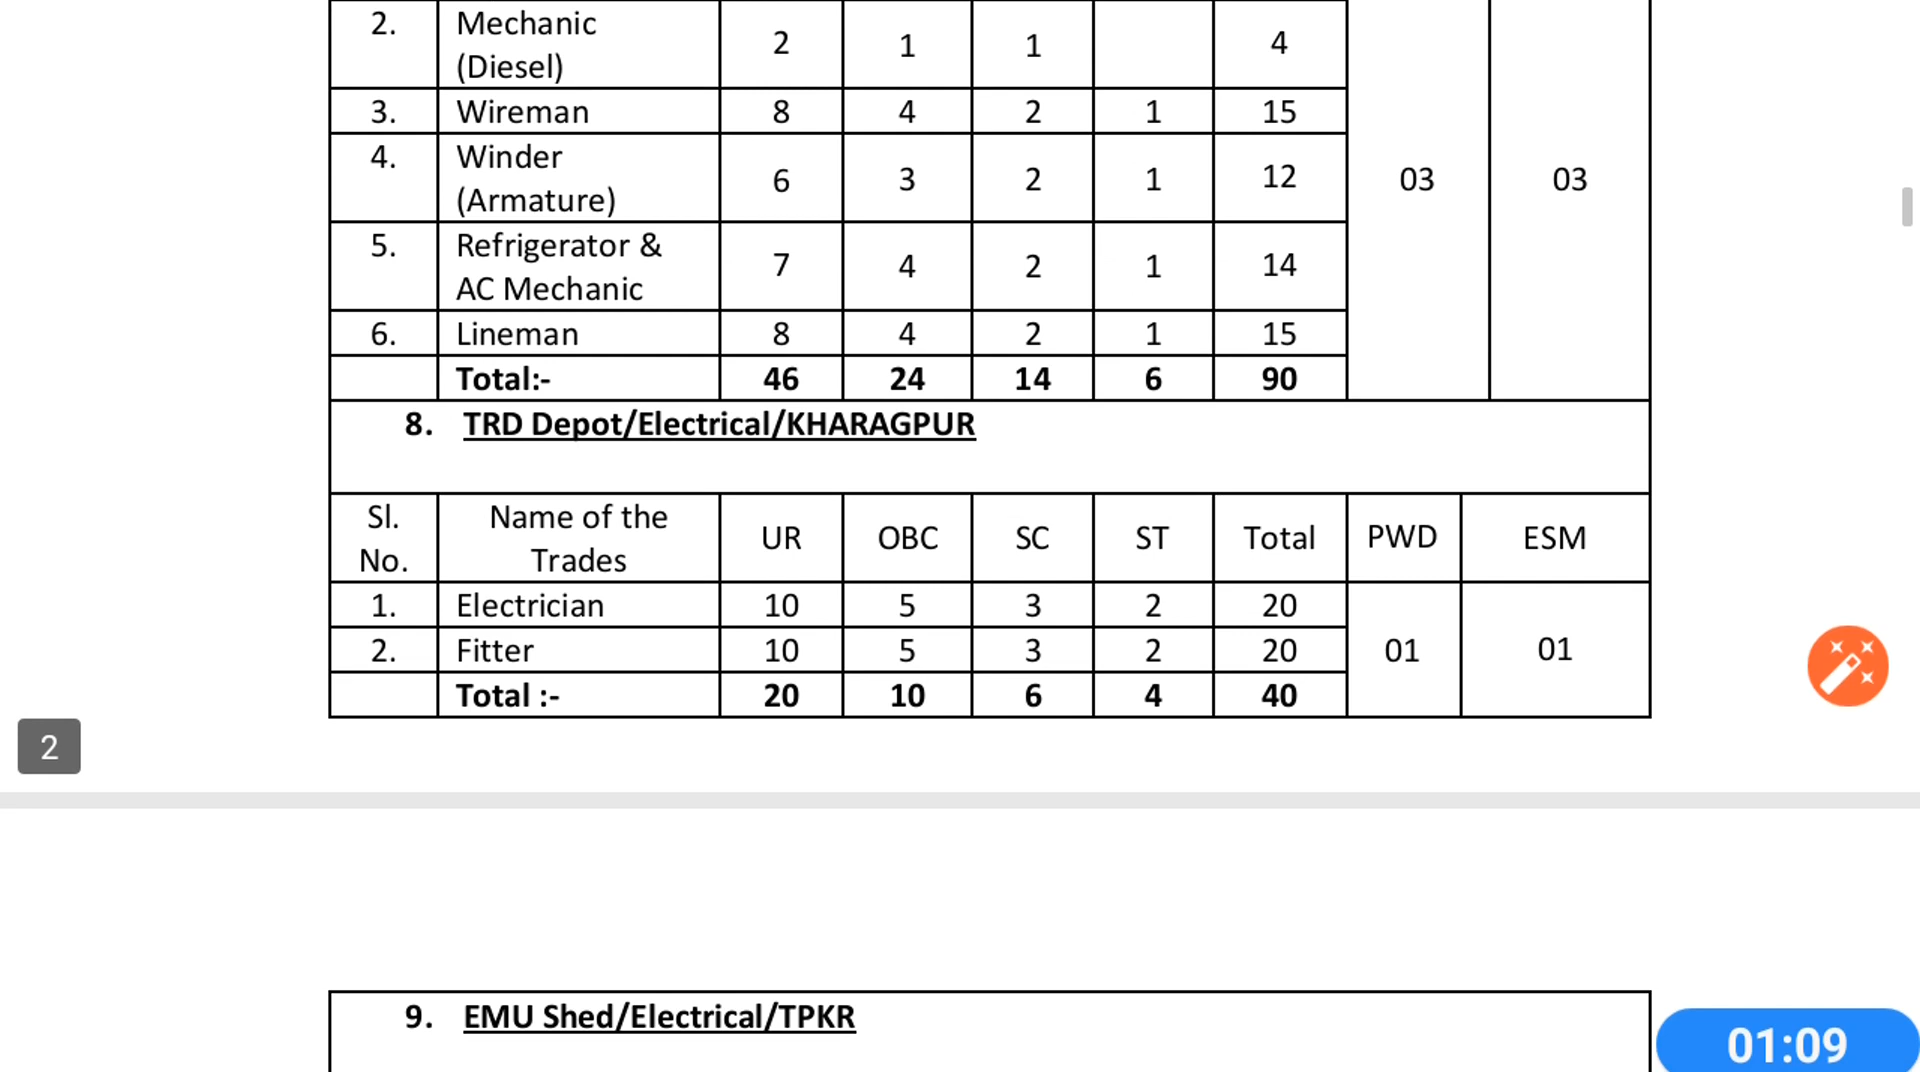 2. Mechanic (Diesel) 2 1 1 4
3. Wireman 8 4 2 1 15
4. Winder (Armature) 6 3 2 1 12 03 03
5. Refrigerator & AC Mechanic 7 4 2 1 14
6. Lineman 8 4 2 1 15
Total:- 46 24 14 6 90
8. TRD Depot/Electrical/KHARAGPUR
Sl. No. Name of the Trades UR OBC SC ST Total PWD ESM
1. Electrician 10 5 3 2 20
2. Fitter 10 5 3 2 20 01 01
Total :- 20 10 6 4 40
2
9. EMU Shed/Electrical/TPKR
01:09